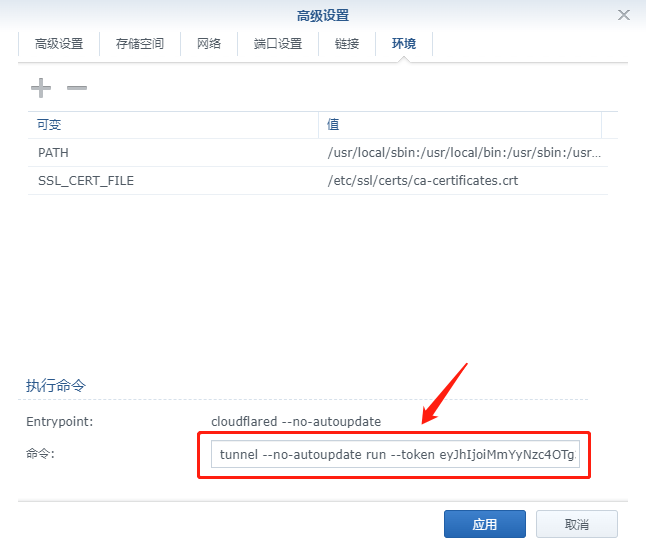 高级设置
高级设置 存储空间 网络 端口设置 链接 环境
可变 值
PATH /usr/local/sbin:/usr/local/bin:/usr/sbin:/usr...
SSL_CERT_FILE /etc/ssl/certs/ca-certificates.crt
执行命令
Entrypoint: cloudflared --no-autoupdate
命令: tunnel --no-autoupdate run --token eyJhIjoiMmYyNzc4OTg
应用 取消